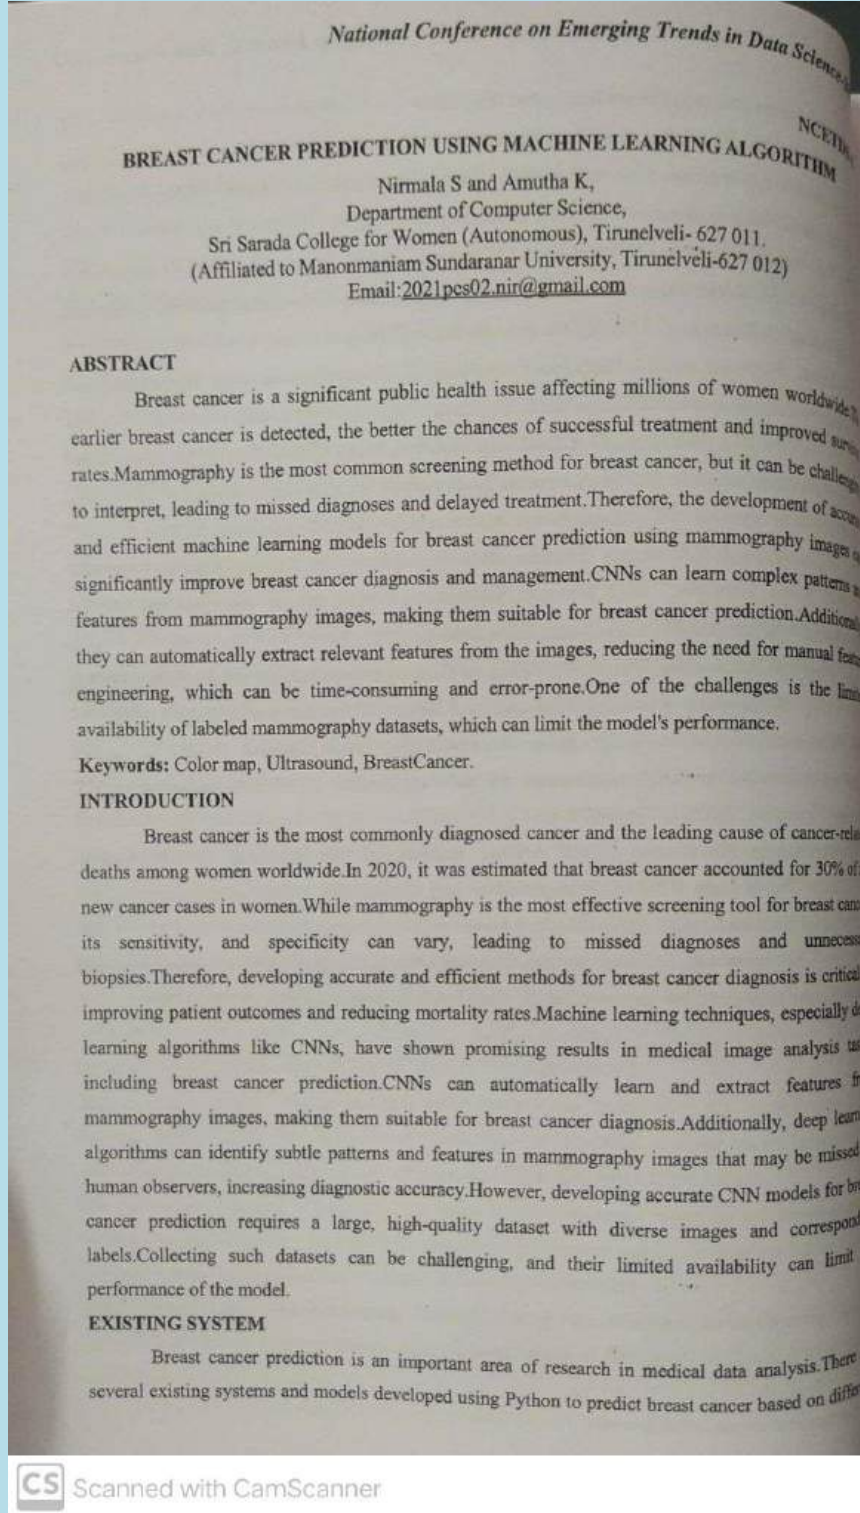 National Conference on Emerging Trends in Data Science
BREAST CANCER PREDICTION USING MACHINE LEARNING ALGORITHM
Nirmala S and Amutha K,
Department of Computer Science,
Sri Sarada College for Women (Autonomous), Tirunelveli- 627 011.
(Affiliated to Manonmaniam Sundaranar University, Tirunelveli-627 012)
Email:2021pcs02.nir@gmail.com
ABSTRACT
Breast cancer is a significant public health issue affecting millions of women worldwide
earlier breast cancer is detected, the better the chances of successful treatment and improved
rates.Mammography is the most common screening method for breast cancer, but it can be
to interpret, leading to missed diagnoses and delayed treatment.Therefore, the development of
and efficient machine learning models for breast cancer prediction using mammography images
significantly improve breast cancer diagnosis and management.CNNs can learn complex patterns
features from mammography images, making them suitable for breast cancer prediction.
they can automatically extract relevant features from the images, reducing the need for manual
engineering, which can be time-consuming and error-prone.One of the challenges is the
availability of labeled mammography datasets, which can limit the model's performance.
Keywords: Color map, Ultrasound, BreastCancer.
INTRODUCTION
Breast cancer is the most commonly diagnosed cancer and the leading cause of
deaths among women worldwide.In 2020, it was estimated that breast cancer accounted for 30% of
new cancer cases in women.While mammography is the most effective screening tool for breast
its sensitivity, and specificity can vary, leading to missed diagnoses and
biopsies.Therefore, developing accurate and efficient methods for breast cancer diagnosis is critical
improving patient outcomes and reducing mortality rates.Machine learning techniques, especially
learning algorithms like CNNs, have shown promising results in medical image analysis
including breast cancer prediction.CNNs can automatically learn and extract features
mammography images, making them suitable for breast cancer diagnosis.Additionally, deep
algorithms can identify subtle patterns and features in mammography images that may be missed
human observers, increasing diagnostic accuracy.However, developing accurate CNN models for
cancer prediction requires a large, high-quality dataset with diverse images and
labels.Collecting such datasets can be challenging, and their limited availability can limit
performance of the model.
EXISTING SYSTEM
Breast cancer prediction is an important area of research in medical data analysis.There
several existing systems and models developed using Python to predict breast cancer based on
CS Scanned with CamScanner